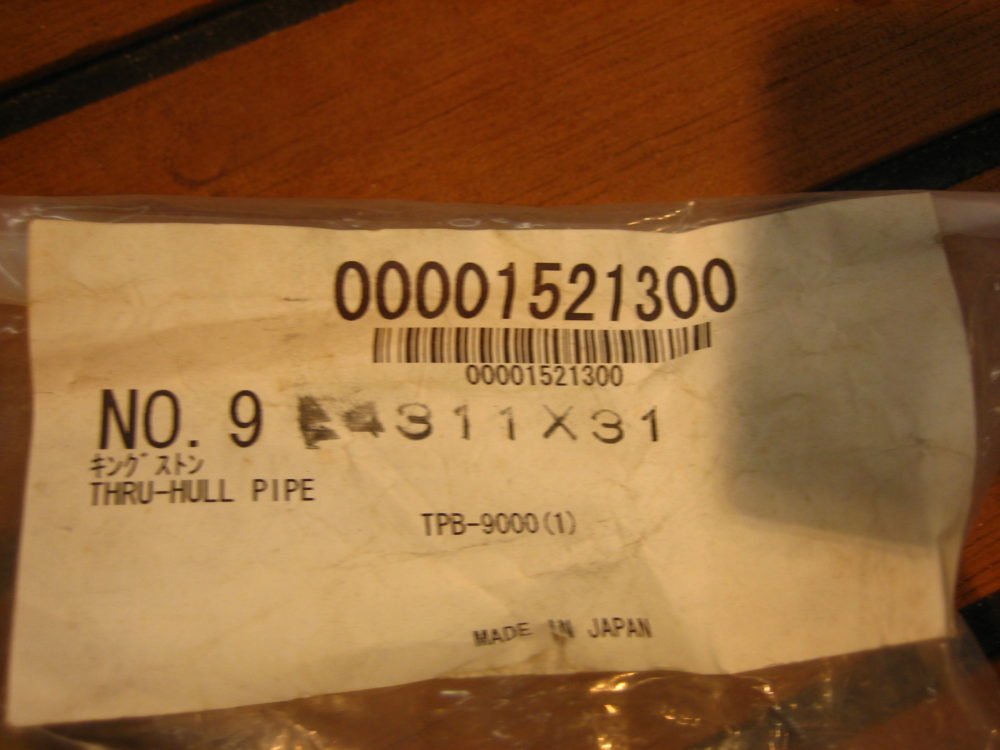 00001521300
00001521300
NO. 9 311X31
キングストン
THRU-HULL PIPE
TPB-9000(1)
MADE IN JAPAN